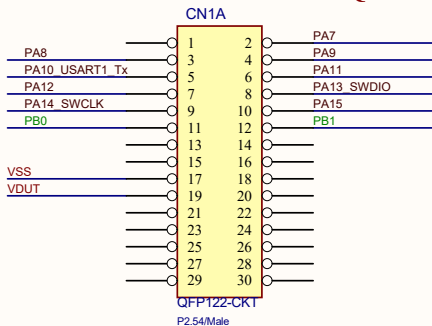 CN1A
1 2 PA7
PA8 3 4 PA9
PA10_USART1_Tx 5 6 PA11
PA12 7 8 PA13_SWDIO
PA14_SWCLK 9 10 PA15
PB0 11 12 PB1
13 14
15 16
VSS 17 18
VDUT 19 20
21 22
23 24
25 26
27 28
29 30
QFP122-CKT
P2.54/Male